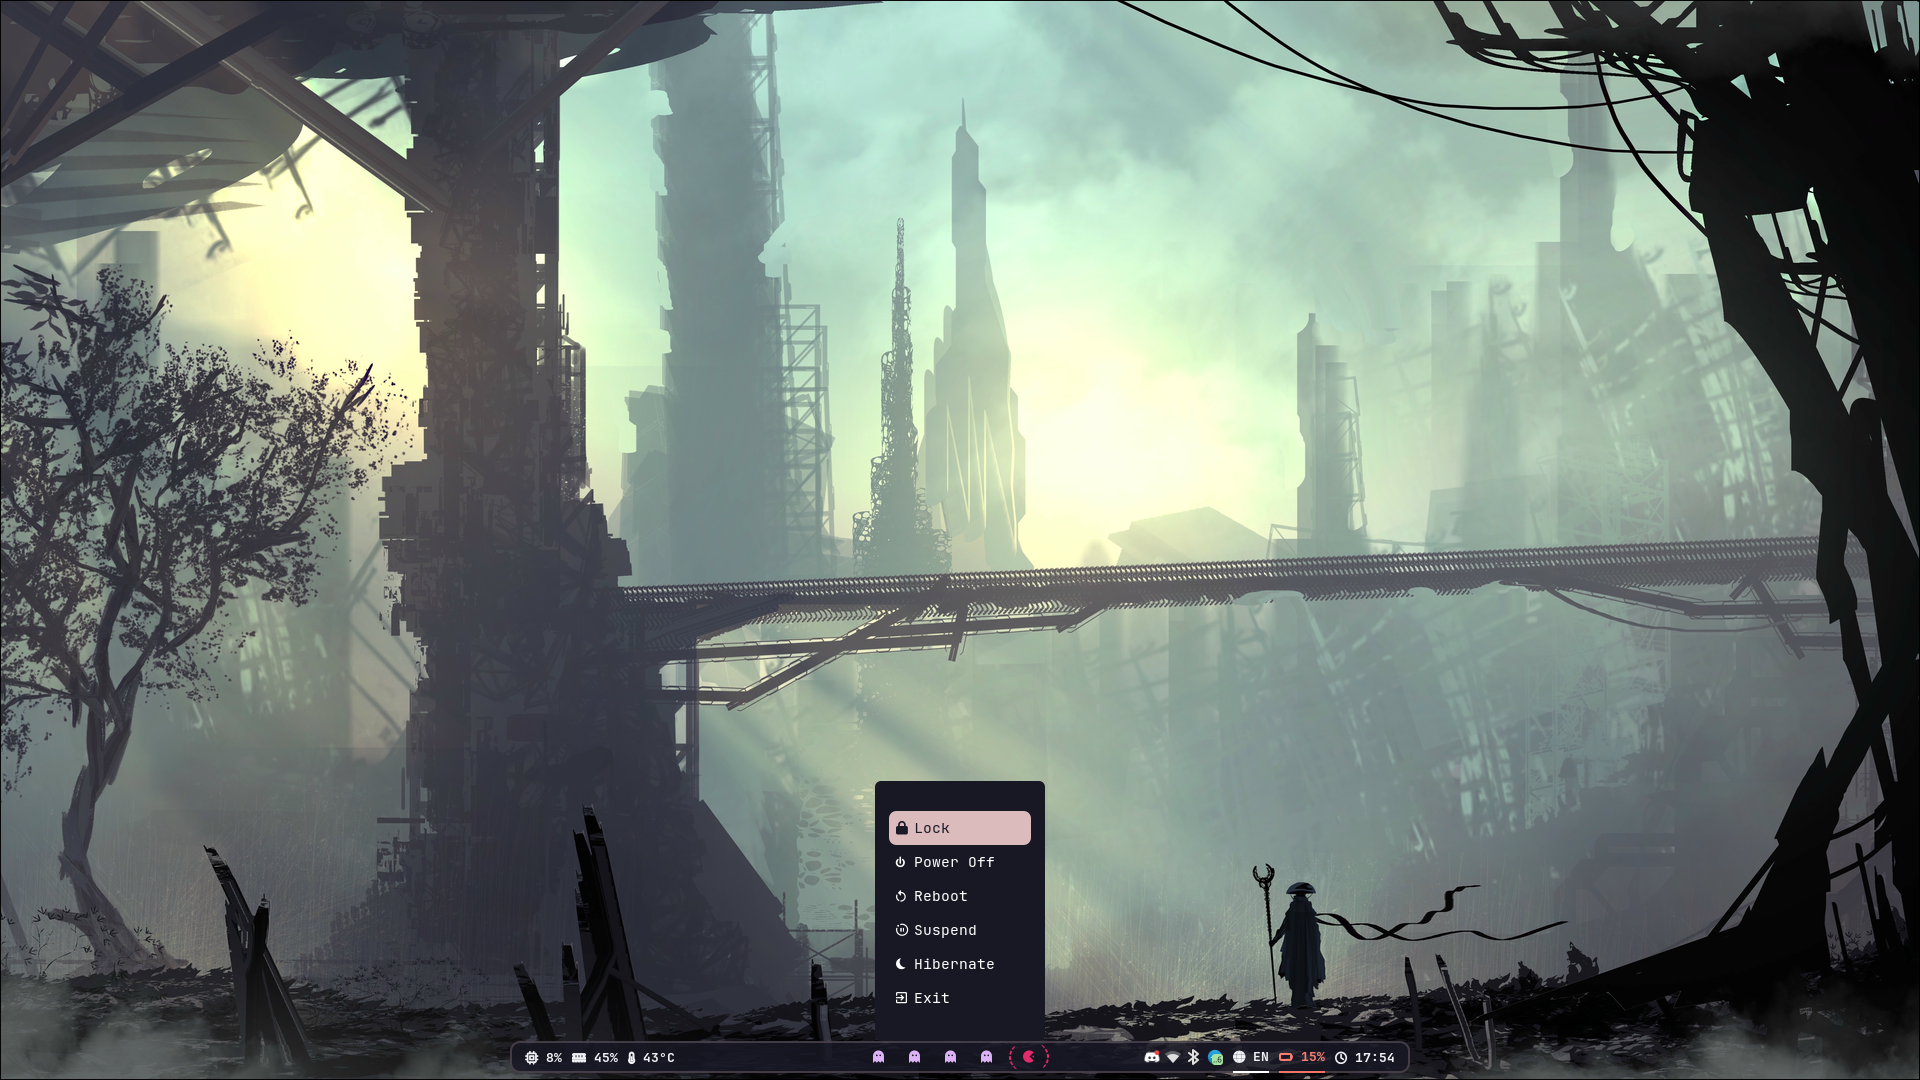 Lock
Power Off
Reboot
Suspend
Hibernate
Exit
8% 45% 43°C EN 15% 17:54